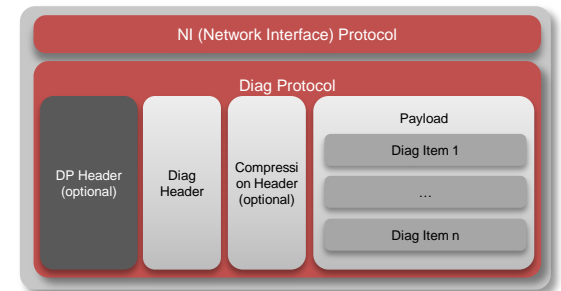 NI (Network Interface) Protocol
Diag Protocol
DP Header
(optional)
Diag
Header
Compressi
on Header
(optional)
Payload
Diag Item 1
…
Diag Item n